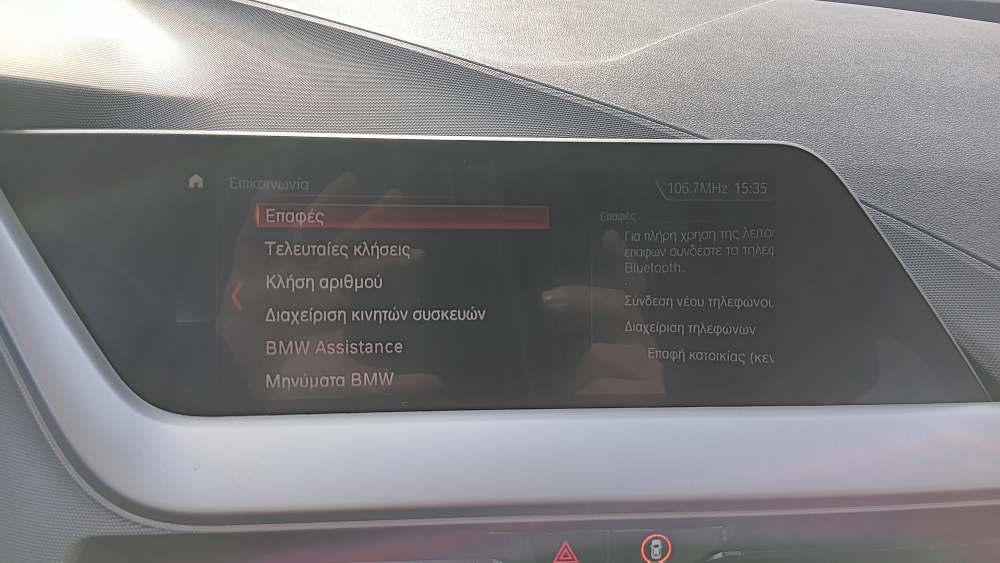 Επικοινωνία
106.7MHz 15:35
Επαφές
Τελευταίες κλήσεις
Κλήση αριθμού
Διαχείριση κινητών συσκευών
BMW Assistance
Μηνύματα BMW
Επαφές
Για πλήρη χρήση της λειτο
επαφών συνδέστε το τηλεφ
Bluetooth.
Σύνδεση νέου τηλεφώνου
Διαχείριση τηλεφώνων
Επαφή κατοικίας (κεν